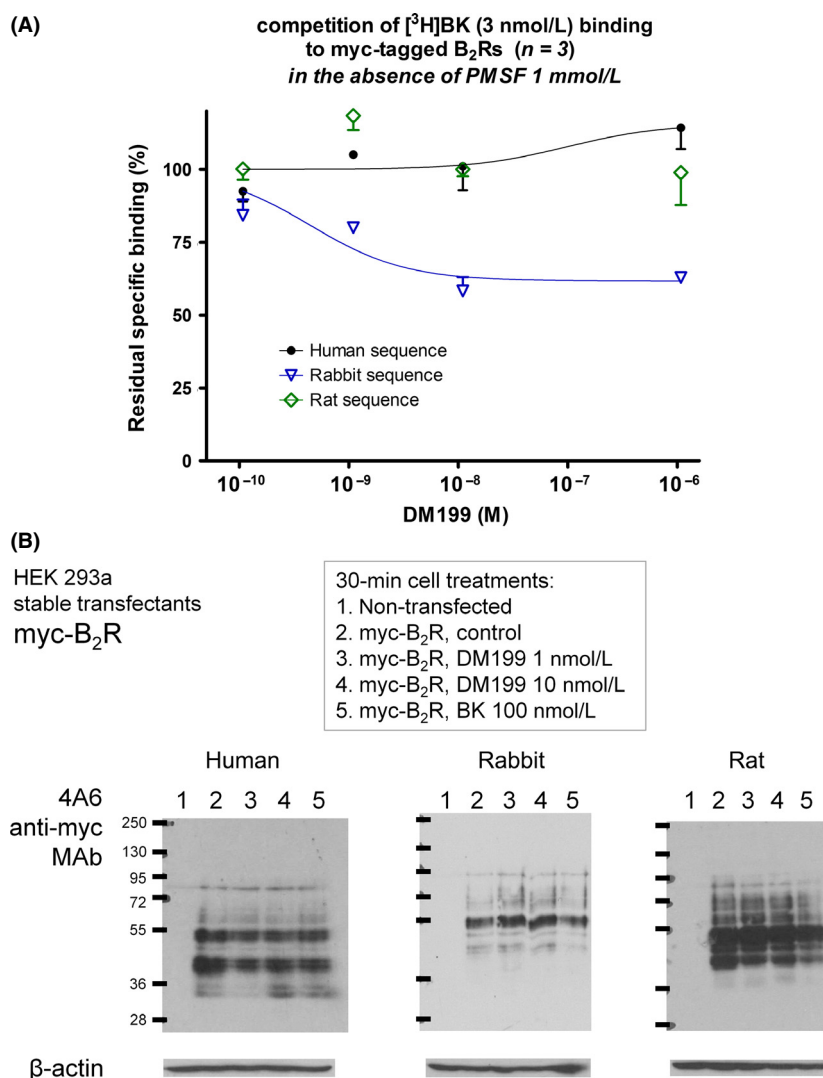 (A)
competition of [³H]BK (3 nmol/L) binding
to myc-tagged B₂Rs (n = 3)
in the absence of PMSF 1 mmol/L
Residual specific binding (%)
100
75
50
25
0
Human sequence
Rabbit sequence
Rat sequence
10⁻¹⁰ 10⁻⁹ 10⁻⁸ 10⁻⁷ 10⁻⁶
DM199 (M)
(B)
HEK 293a
stable transfectants
myc-B₂R
30-min cell treatments:
1. Non-transfected
2. myc-B₂R, control
3. myc-B₂R, DM199 1 nmol/L
4. myc-B₂R, DM199 10 nmol/L
5. myc-B₂R, BK 100 nmol/L
Human Rabbit Rat
4A6
anti-myc
MAb
1 2 3 4 5 1 2 3 4 5 1 2 3 4 5
250
130
95
72
55
36
28
β-actin